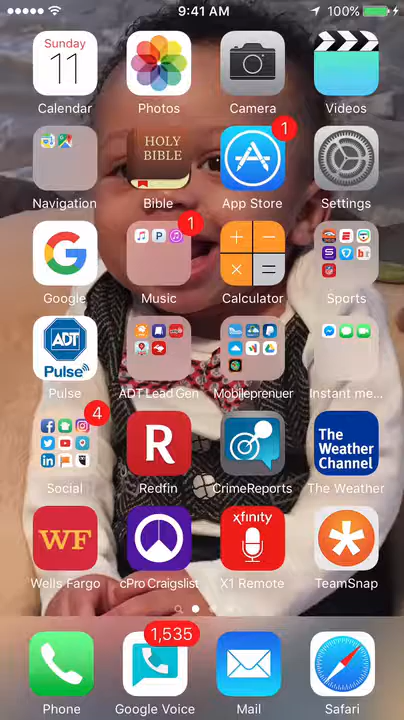 9:41 AM
100%
Sunday
11
Calendar
Photos
Camera
Videos
HOLY
BIBLE
1
Navigation
Bible
App Store
Settings
G
1
P
Google
Music
Calculator
Sports
ADT
Pulse
Pulse
ADT Lead Gen
Mobileprenuer
Instant me...
4
R
The
Weather
Channel
Social
Redfin
CrimeReports
The Weather
WF
xfinity
Wells Fargo
cPro Craigslist
X1 Remote
TeamSnap
1,535
Phone
Google Voice
Mail
Safari